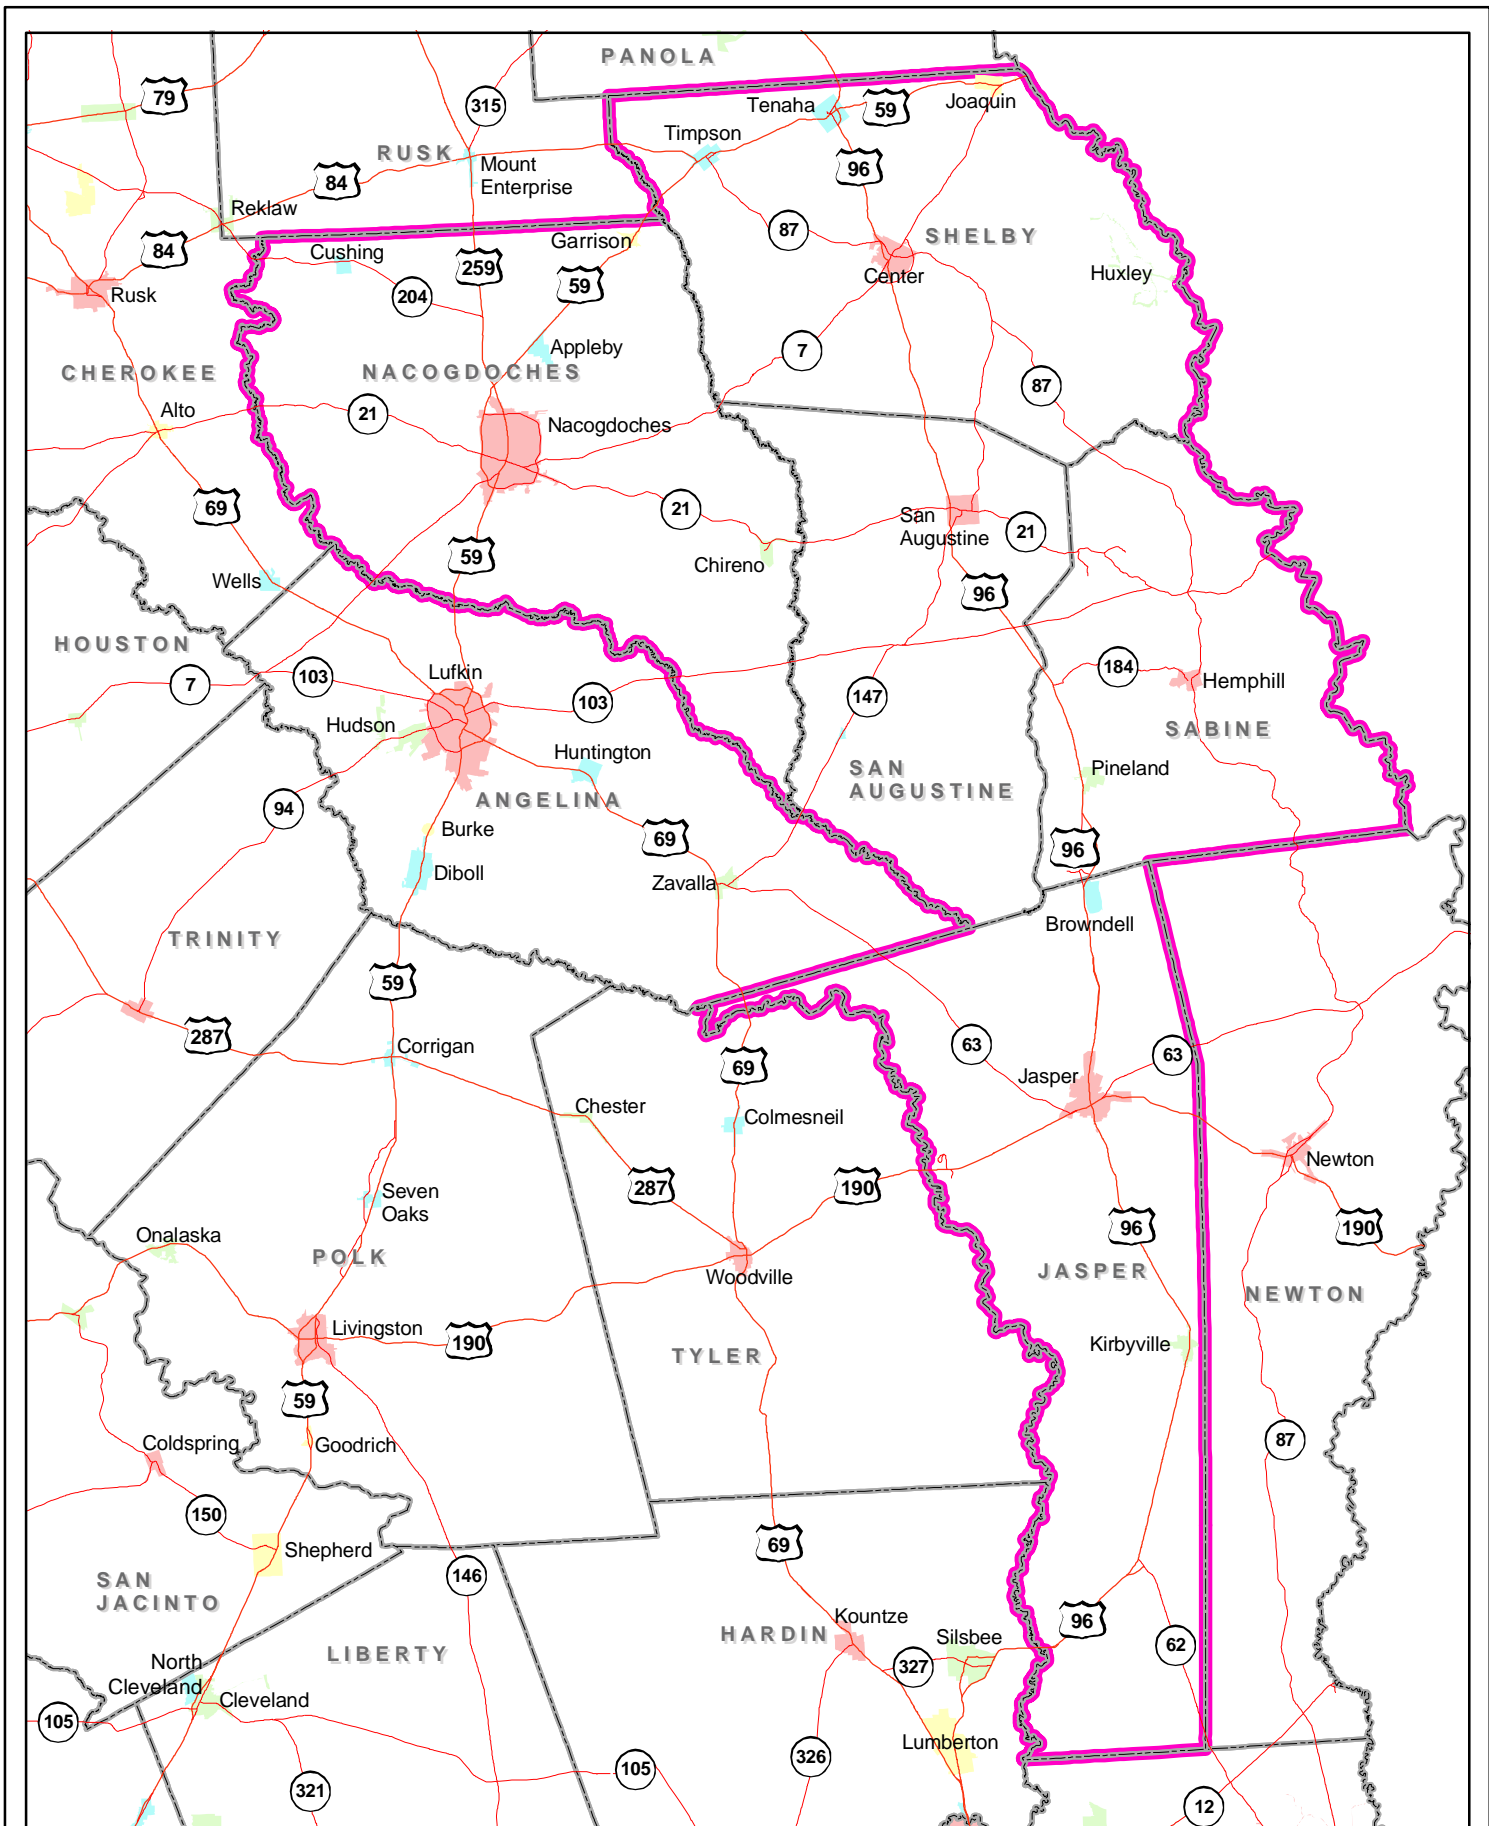 PANOLA
79
315
Tenaha
59
Joaquin
Timpson
RUSK
Mount
Enterprise
84
96
Reklaw
87
SHELBY
84
Cushing
Garrison
259
59
Center
Huxley
Rusk
204
Appleby
7
CHEROKEE
NACOGDOCHES
87
Alto
21
Nacogdoches
69
21
San
Augustine
21
59
Chireno
Wells
96
HOUSTON
7
103
Lufkin
103
147
184
Hemphill
Hudson
SABINE
Huntington
SAN
AUGUSTINE
Pineland
94
ANGELINA
Burke
69
96
Diboll
Zavalla
Browndell
TRINITY
59
287
Corrigan
69
63
63
Jasper
Chester
Colmesneil
Newton
Seven
Oaks
287
190
96
190
Onalaska
POLK
Woodville
JASPER
NEWTON
Livingston
190
TYLER
Kirbyville
59
Coldspring
Goodrich
87
150
Shepherd
69
146
SAN
JACINTO
Kountze
96
HARDIN
Silsbee
62
LIBERTY
327
North
Cleveland
Cleveland
105
Lumberton
326
105
321
12